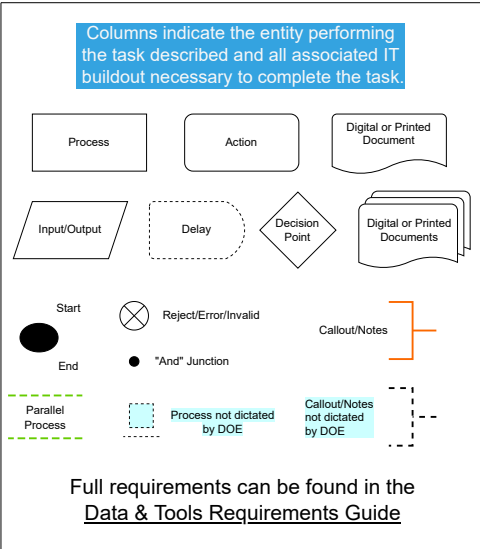 Columns indicate the entity performing
the task described and all associated IT
buildout necessary to complete the task.
Process
Action
Digital or Printed
Document
Input/Output
Delay
Decision
Point
Digital or Printed
Documents
Start
End
Reject/Error/Invalid
"And" Junction
Callout/Notes
Parallel
Process
Process not dictated
by DOE
Callout/Notes
not dictated
by DOE
Full requirements can be found in the
Data & Tools Requirements Guide